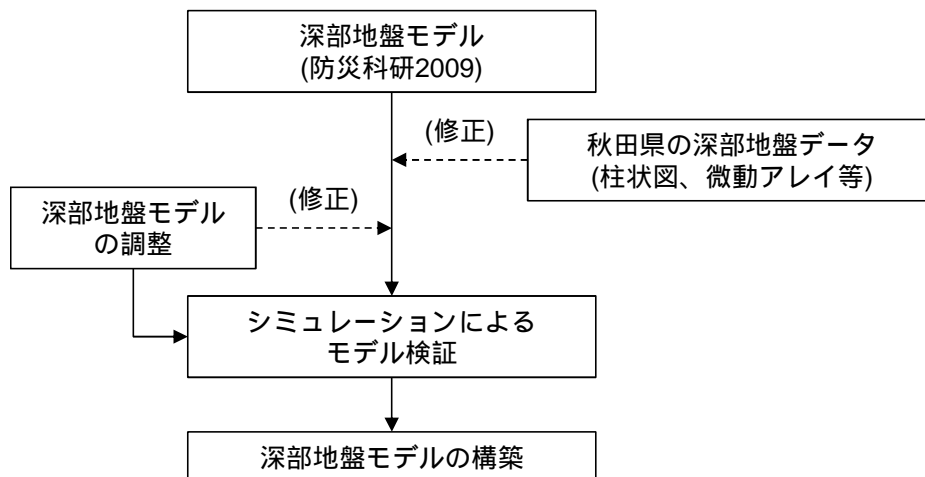 深部地盤モデル
(防災科研2009)
(修正)
秋田県の深部地盤データ
(柱状図、微動アレイ等)
(修正)
深部地盤モデル
の調整
シミュレーションによる
モデル検証
深部地盤モデルの構築